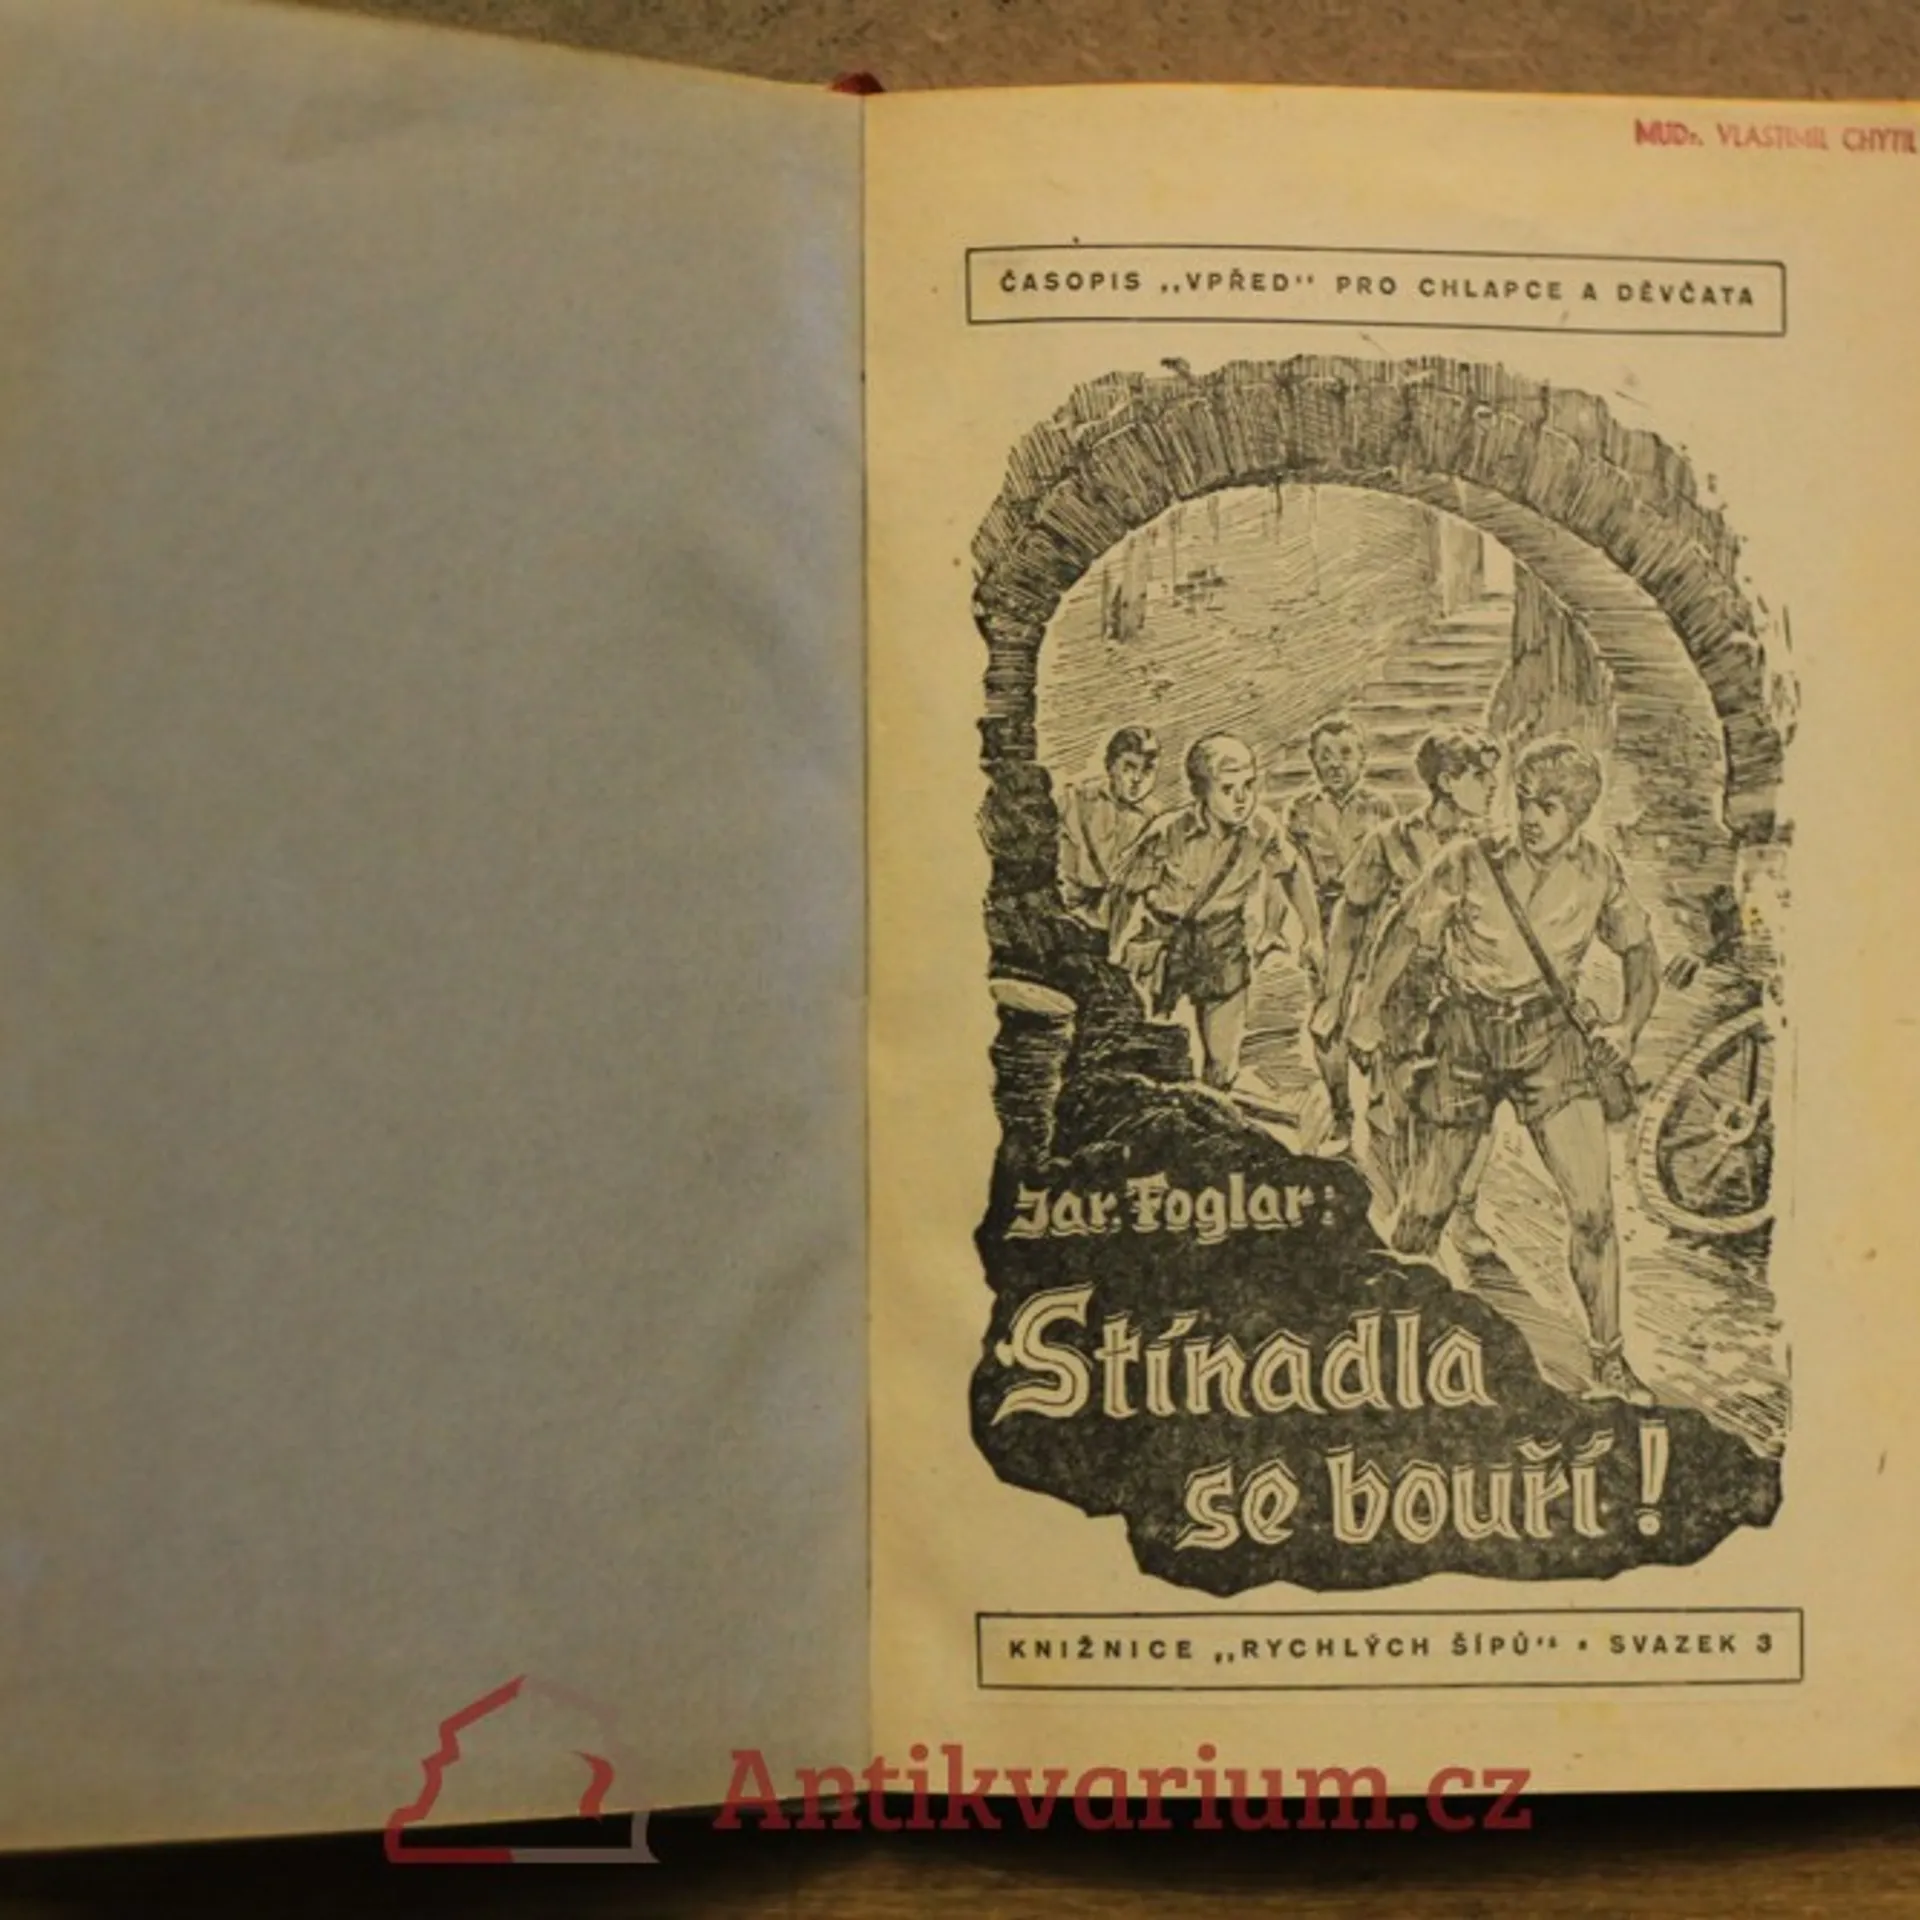 MUDr. VLASTIMIL CHYTIL
ČASOPIS „VPŘED" PRO CHLAPCE A DĚVČATA
Jar. Foglar:
Stínadla
se bouří!
KNIŽNICE „RYCHLÝCH ŠÍPŮ" • SVAZEK 3
Antikvarium.cz